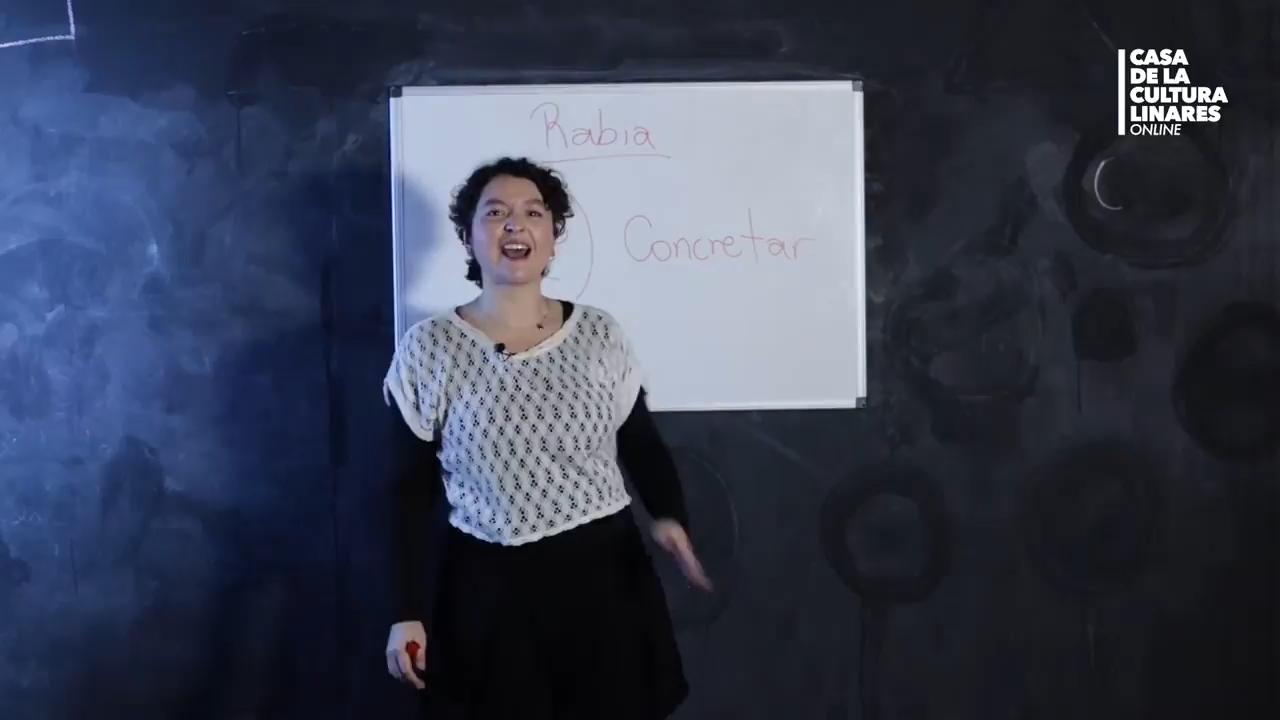 CASA
DE LA
CULTURA
LINARES
ONLINE
Rabia
Concretar